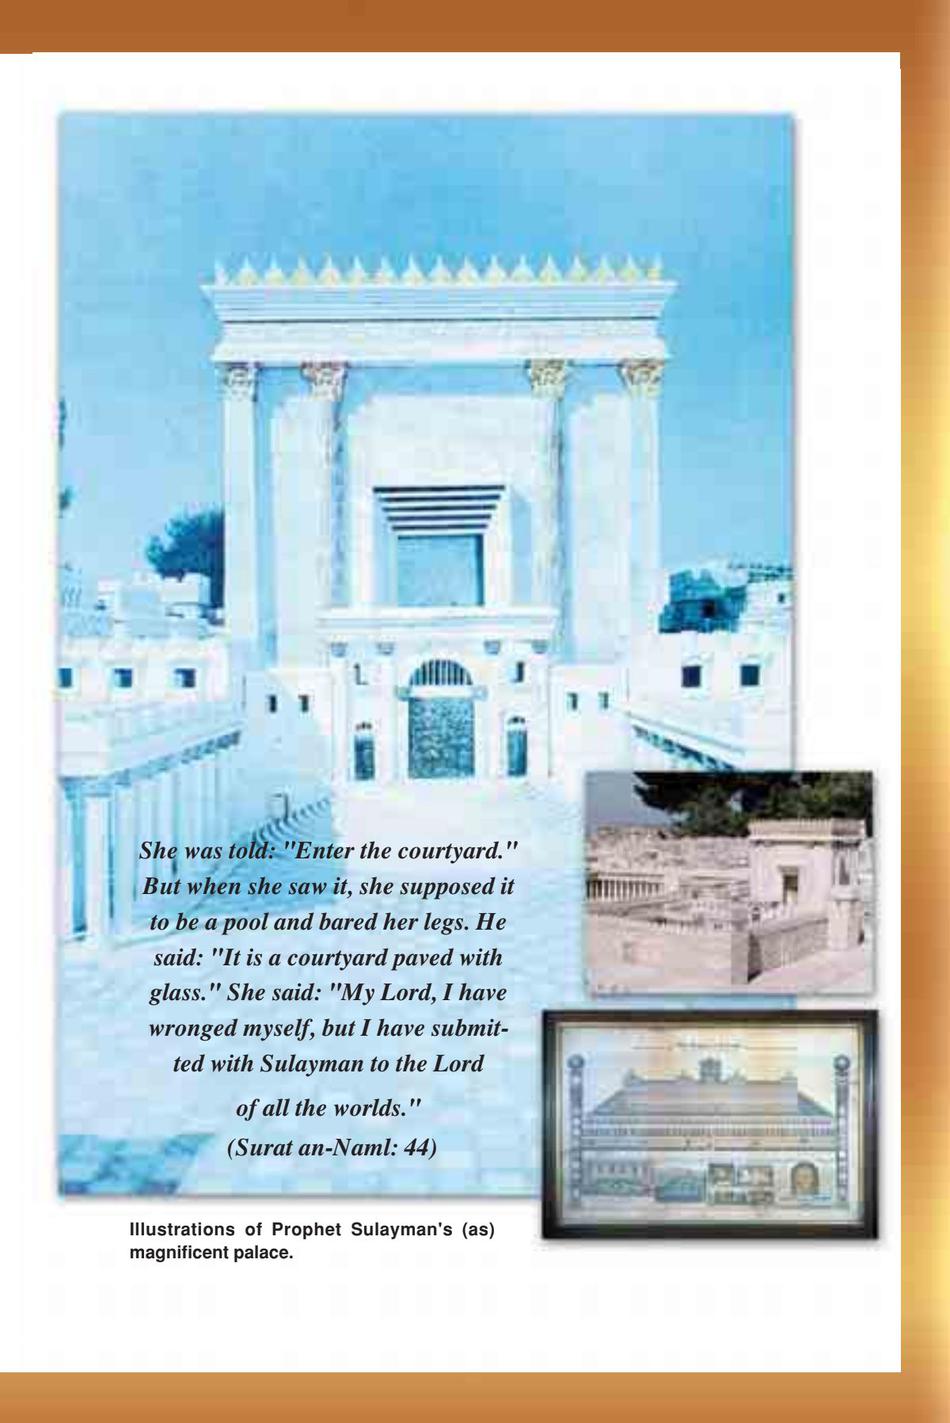 She was told: "Enter the courtyard."
But when she saw it, she supposed it
to be a pool and bared her legs. He
said: "It is a courtyard paved with
glass." She said: "My Lord, I have
wronged myself, but I have submit-
ted with Sulayman to the Lord
of all the worlds."
(Surat an-Naml: 44)
Illustrations of Prophet Sulayman's (as)
magnificent palace.